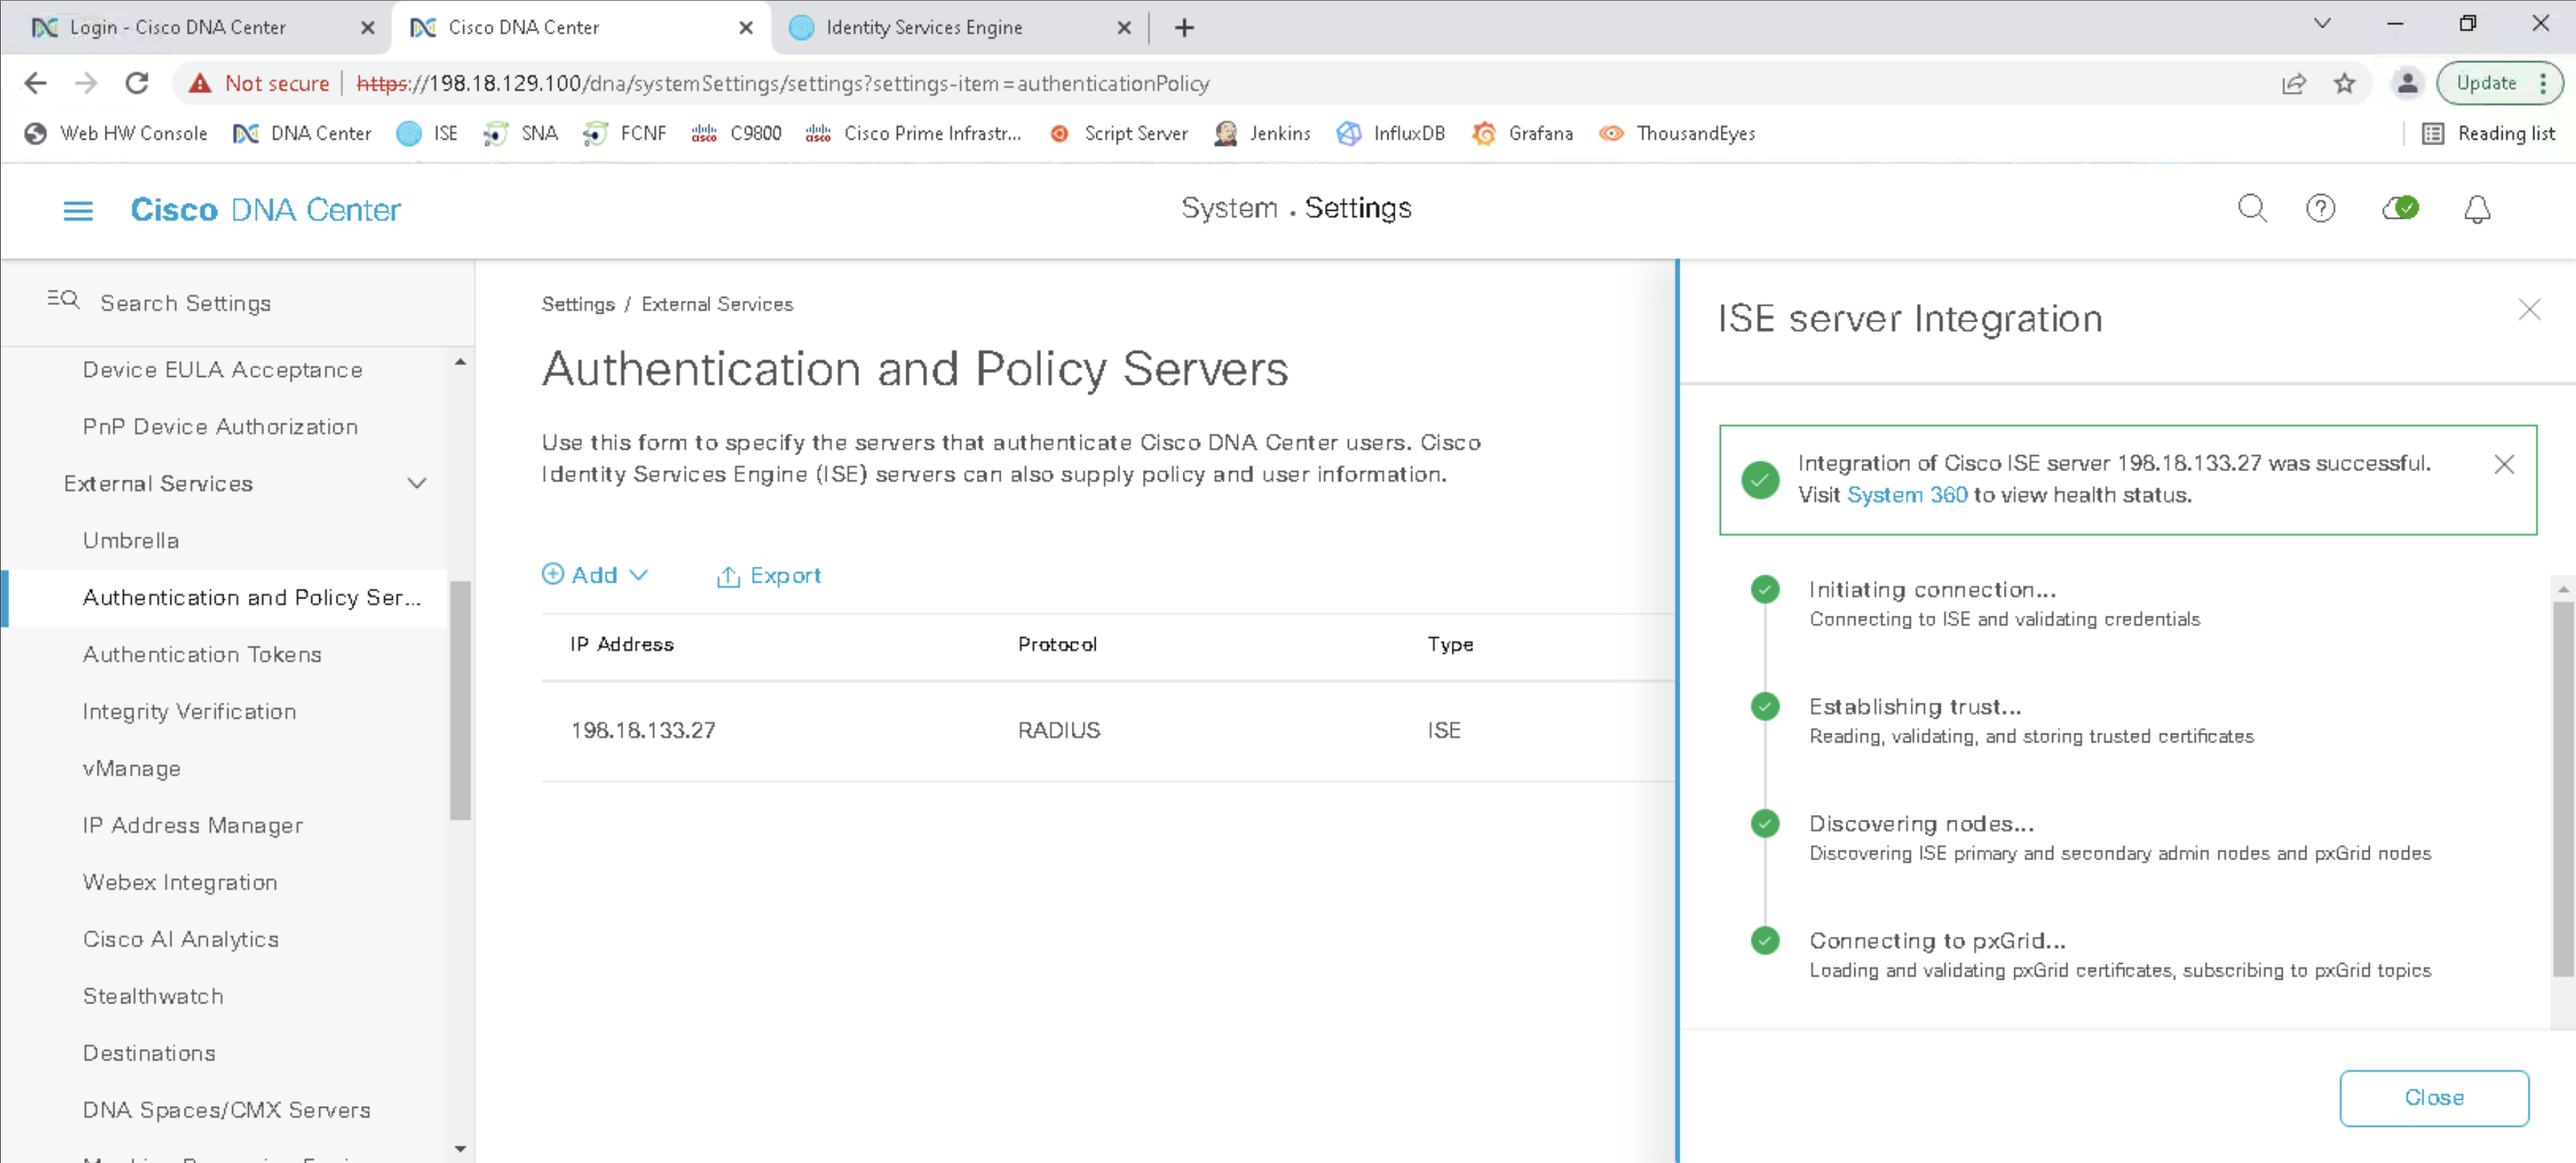 Login - Cisco DNA Center
Cisco DNA Center
Identity Services Engine
Not secure
https://198.18.129.100/dna/systemSettings/settings?settings-item=authenticationPolicy
Update
Web HW Console
DNA Center
ISE
SNA
FCNF
cisco
C9800
cisco
Cisco Prime Infrastr...
Script Server
Jenkins
InfluxDB
Grafana
ThousandEyes
Reading list
Cisco DNA Center
System . Settings
Search Settings
Device EULA Acceptance
PnP Device Authorization
External Services
Umbrella
Authentication and Policy Ser...
Authentication Tokens
Integrity Verification
vManage
IP Address Manager
Webex Integration
Cisco AI Analytics
Stealthwatch
Destinations
DNA Spaces/CMX Servers
Settings / External Services
Authentication and Policy Servers
Use this form to specify the servers that authenticate Cisco DNA Center users. Cisco
Identity Services Engine (ISE) servers can also supply policy and user information.
Add
Export
IP Address
Protocol
Type
198.18.133.27
RADIUS
ISE
ISE server Integration
Integration of Cisco ISE server 198.18.133.27 was successful.
Visit System 360 to view health status.
Initiating connection...
Connecting to ISE and validating credentials
Establishing trust...
Reading, validating, and storing trusted certificates
Discovering nodes...
Discovering ISE primary and secondary admin nodes and pxGrid nodes
Connecting to pxGrid...
Loading and validating pxGrid certificates, subscribing to pxGrid topics
Close